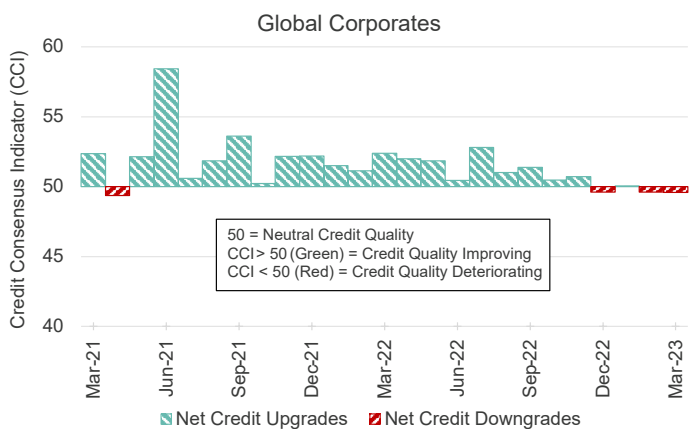 Global Corporates
Credit Consensus Indicator (CCI)
60
55
50
45
40
50 = Neutral Credit Quality
CCI > 50 (Green) = Credit Quality Improving
CCI < 50 (Red) = Credit Quality Deteriorating
Mar-21
Jun-21
Sep-21
Dec-21
Mar-22
Jun-22
Sep-22
Dec-22
Mar-23
Net Credit Upgrades
Net Credit Downgrades